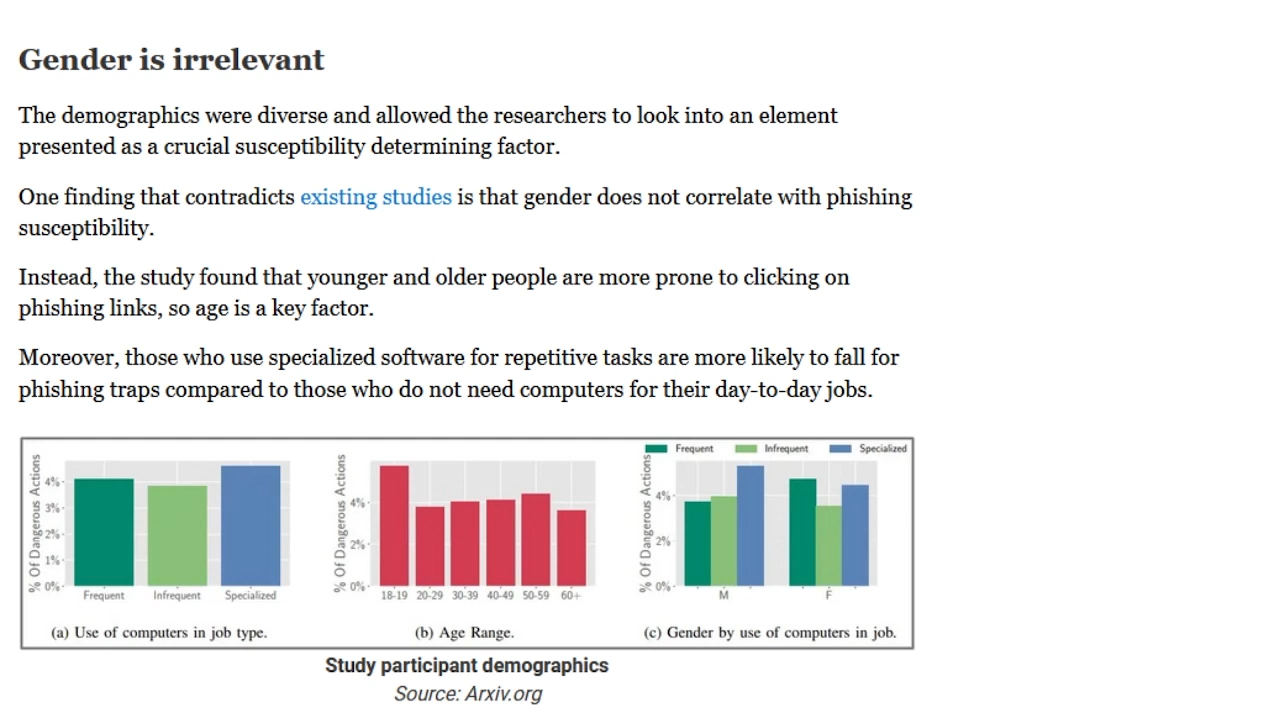 Gender is irrelevant
The demographics were diverse and allowed the researchers to look into an element
presented as a crucial susceptibility determining factor.
One finding that contradicts existing studies is that gender does not correlate with phishing
susceptibility.
Instead, the study found that younger and older people are more prone to clicking on
phishing links, so age is a key factor.
Moreover, those who use specialized software for repetitive tasks are more likely to fall for
phishing traps compared to those who do not need computers for their day-to-day jobs.
% Of Dangerous Actions
4%
3%
2%
1%
0%
Frequent Infrequent Specialized
(a) Use of computers in job type.
% Of Dangerous Actions
4%
2%
0%
18-19 20-29 30-39 40-49 50-59 60+
(b) Age Range.
Frequent Infrequent Specialized
% Of Dangerous Actions
4%
2%
0%
M F
(c) Gender by use of computers in job.
Study participant demographics
Source: Arxiv.org